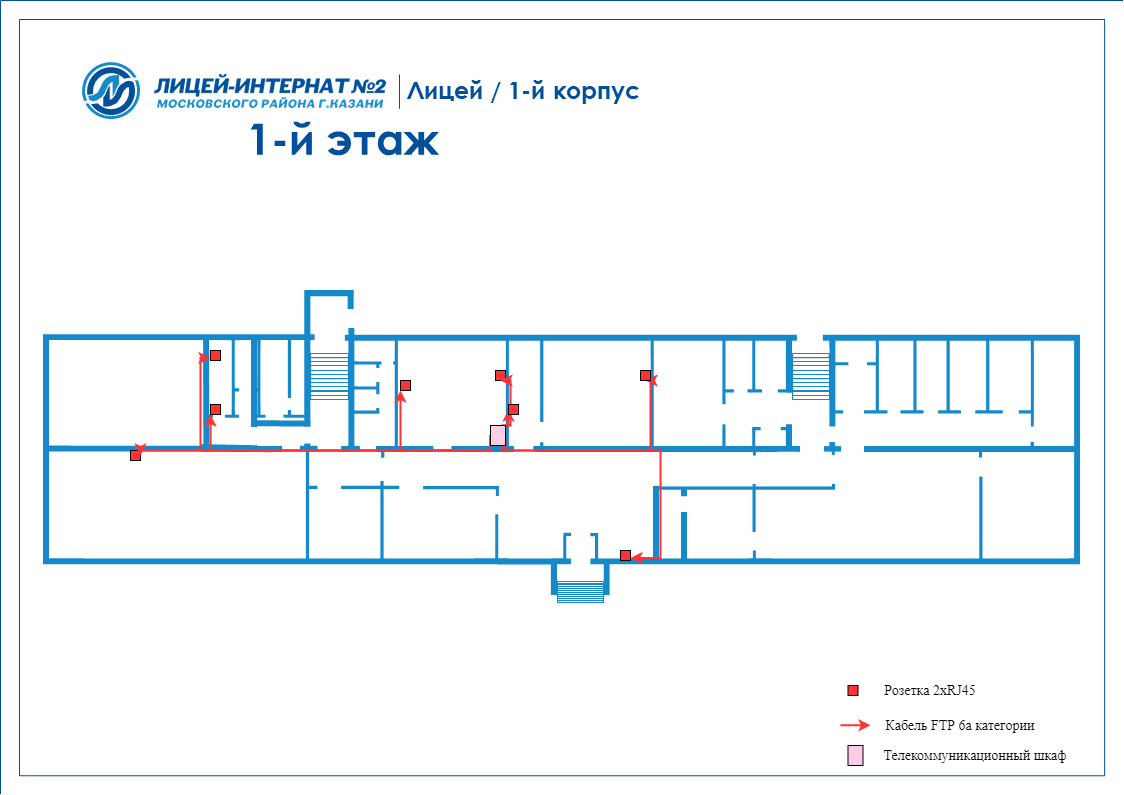 ЛИЦЕЙ-ИНТЕРНАТ №2
МОСКОВСКОГО РАЙОНА Г.КАЗАНИ
Лицей / 1-й корпус
1-й этаж
Розетка 2xRJ45
Кабель FTP 6а категории
Телекоммуникационный шкаф